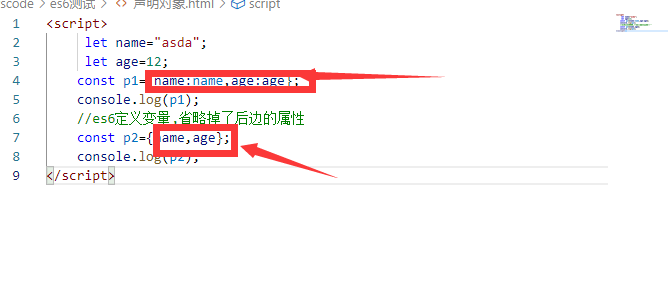 scode > es6测试 > <> 声明对象.html > script
1 <script>
2 let name="asda";
3 let age=12;
4 const p1={name:name,age:age};
5 console.log(p1);
6 //es6定义变量,省略掉了后边的属性
7 const p2={name,age};
8 console.log(p2);
9 </script>